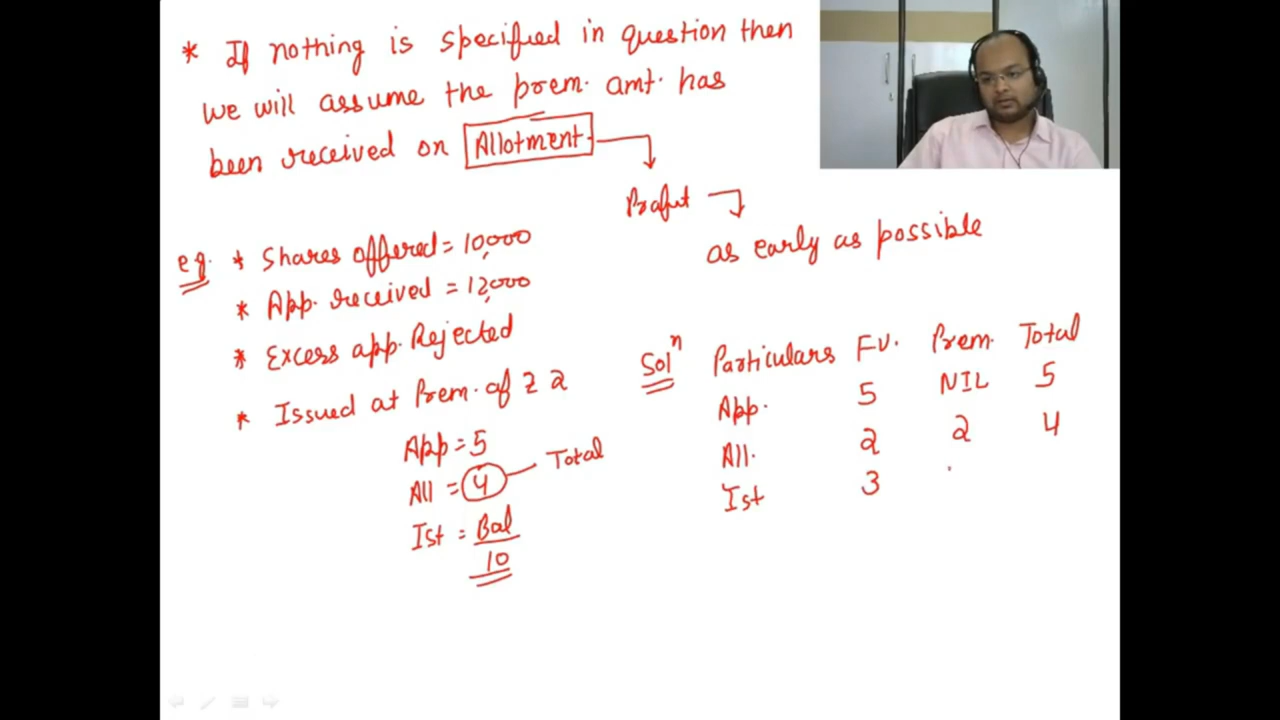 * If nothing is specified in question then
we will assume the prem. amt. has
been received on Allotment
as early as possible
e.g. * Shares offered = 10,000
* App. received = 12,000
* Excess app. Rejected
* Issued at Prem. of ₹ 2
App = 5
All = 4 Total
Ist = Bal
10
Solⁿ Particulars F.V. Prem. Total
App. 5 NIL 5
All. 2 2 4
Ist 3